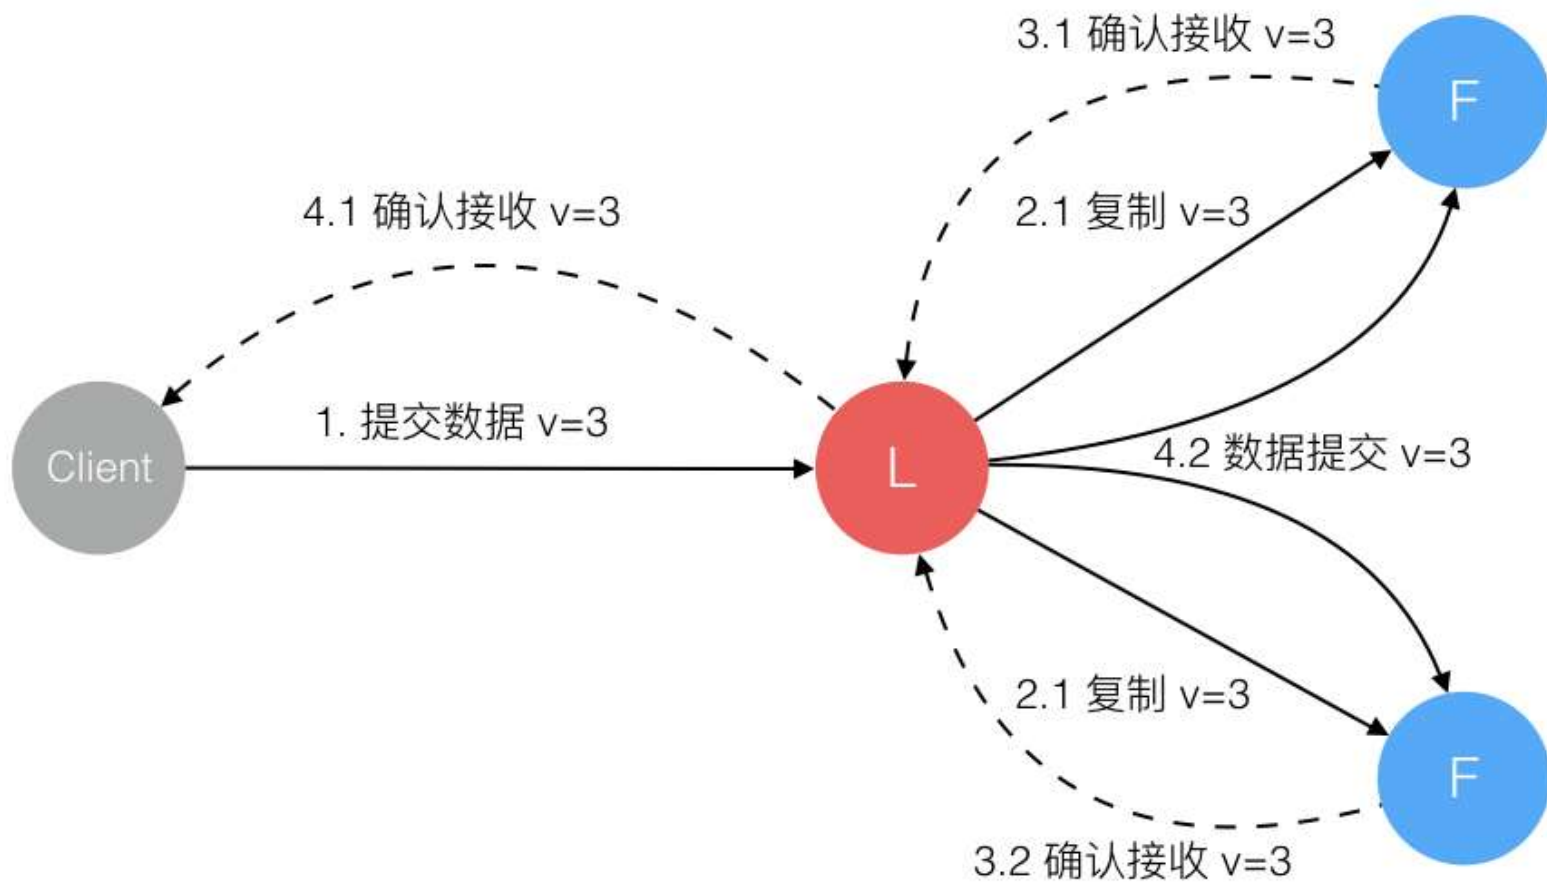 3.1 确认接收 v=3
F
4.1 确认接收 v=3
2.1 复制 v=3
1. 提交数据 v=3
Client
L
4.2 数据提交 v=3
2.1 复制 v=3
F
3.2 确认接收 v=3